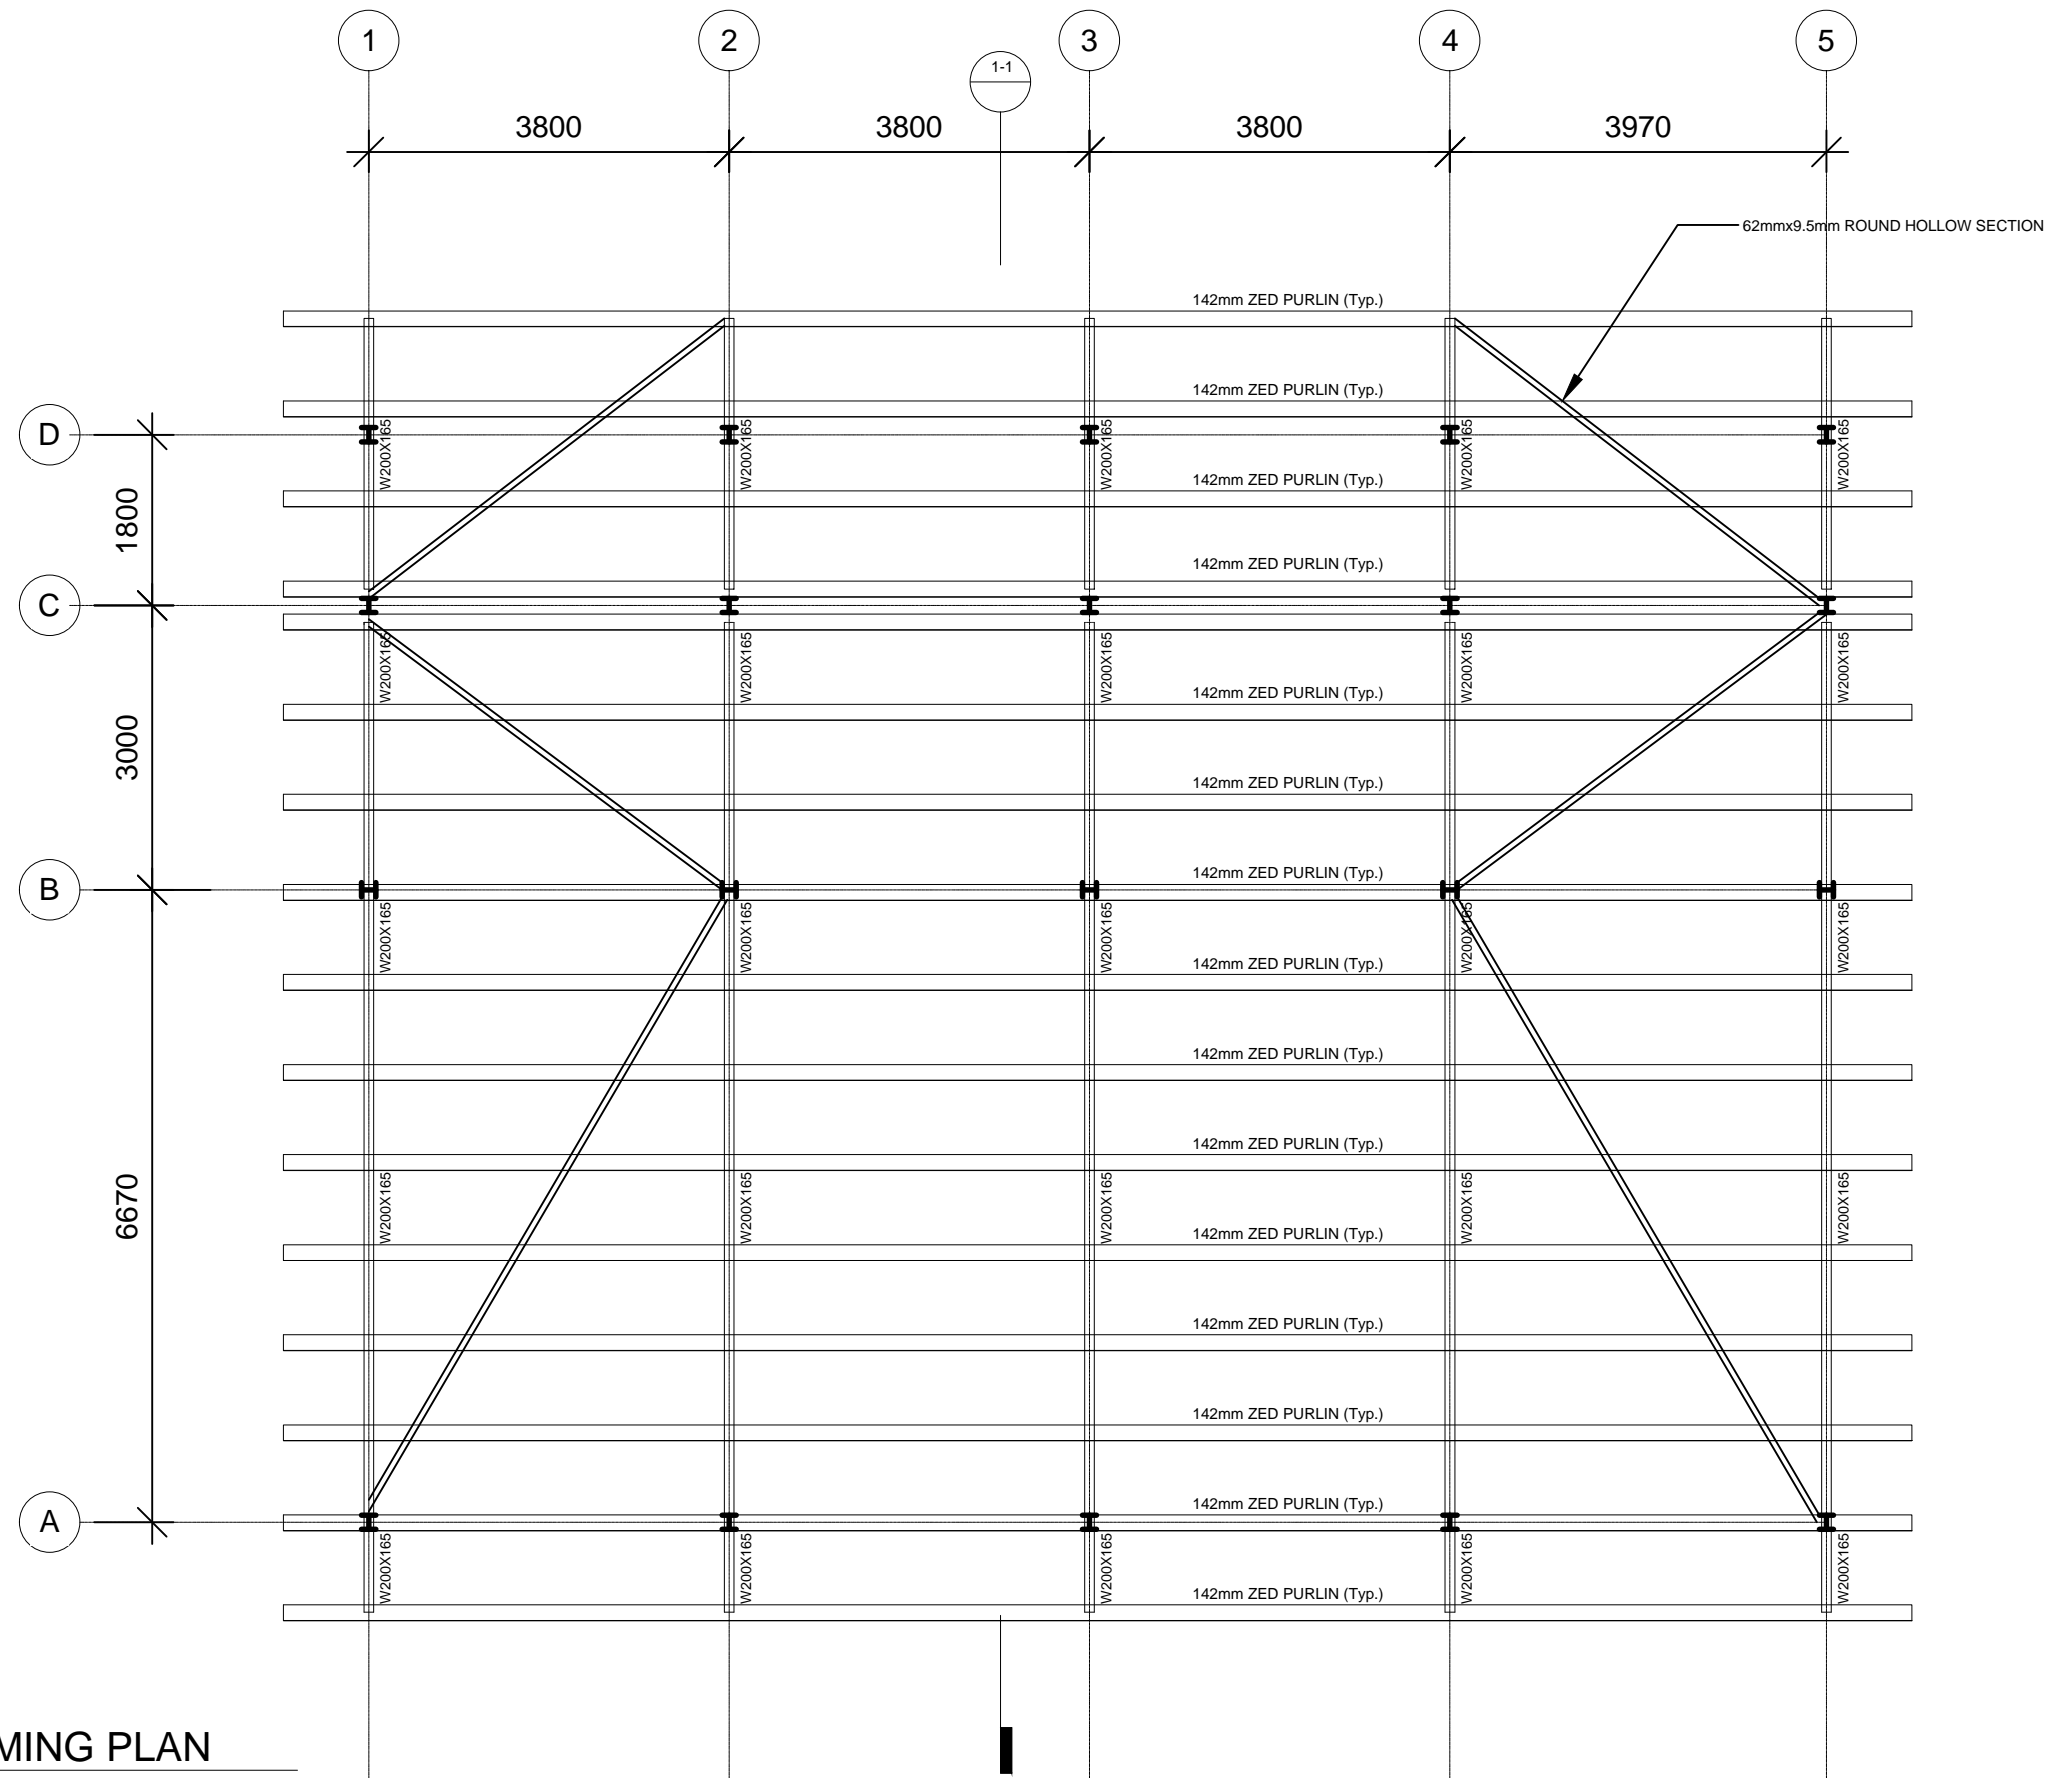 1
2
3
4
5
1-1
3800
3800
3800
3970
62mmx9.5mm ROUND HOLLOW SECTION
142mm ZED PURLIN (Typ.)
142mm ZED PURLIN (Typ.)
D
W200X165
W200X165
W200X165
W200X165
W200X165
142mm ZED PURLIN (Typ.)
1800
142mm ZED PURLIN (Typ.)
C
W200X165
W200X165
W200X165
W200X165
W200X165
142mm ZED PURLIN (Typ.)
3000
142mm ZED PURLIN (Typ.)
142mm ZED PURLIN (Typ.)
B
W200X165
W200X165
W200X165
W200X165
W200X165
142mm ZED PURLIN (Typ.)
142mm ZED PURLIN (Typ.)
142mm ZED PURLIN (Typ.)
6670
W200X165
W200X165
W200X165
W200X165
W200X165
142mm ZED PURLIN (Typ.)
142mm ZED PURLIN (Typ.)
142mm ZED PURLIN (Typ.)
142mm ZED PURLIN (Typ.)
A
W200X165
W200X165
W200X165
W200X165
W200X165
142mm ZED PURLIN (Typ.)
MING PLAN